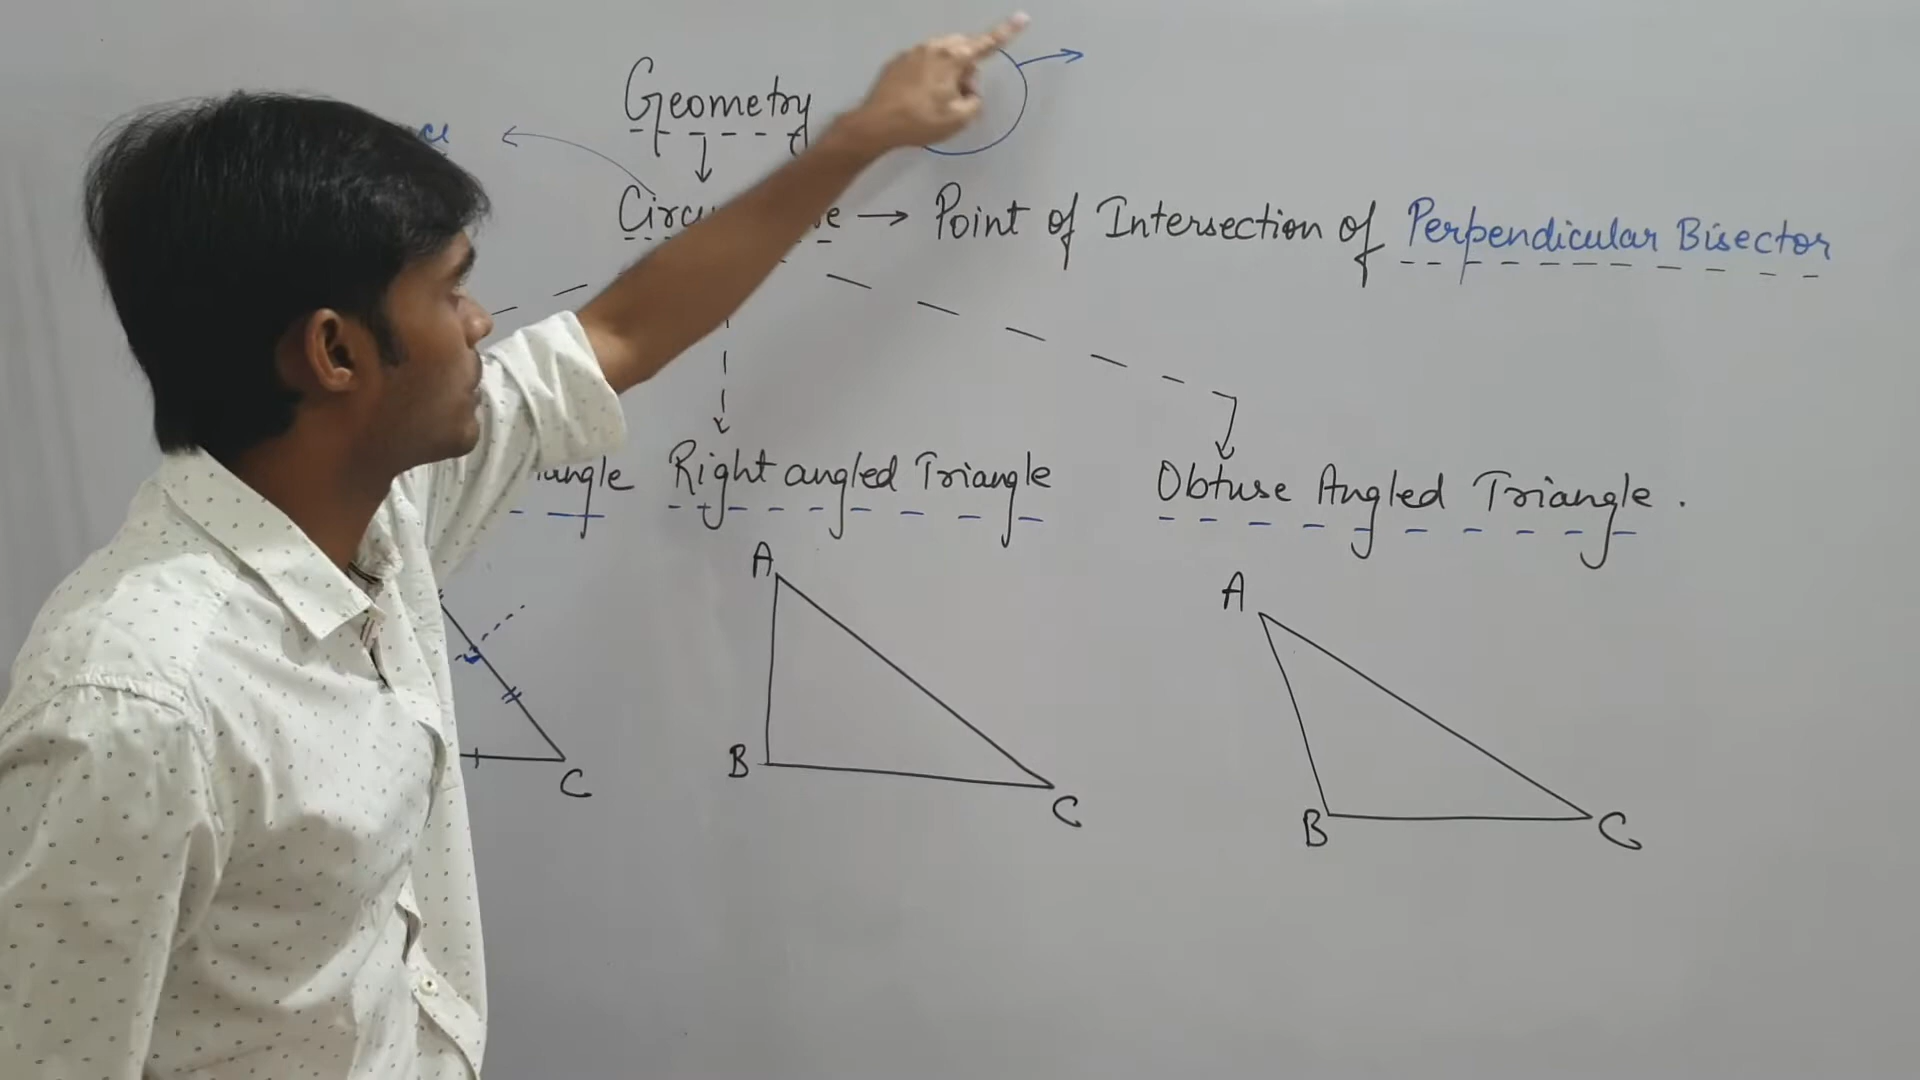 Geometry
→ Point of Intersection of Perpendicular Bisector
Right angled Triangle
Obtuse Angled Triangle.
A
B
C
A
B
C
C